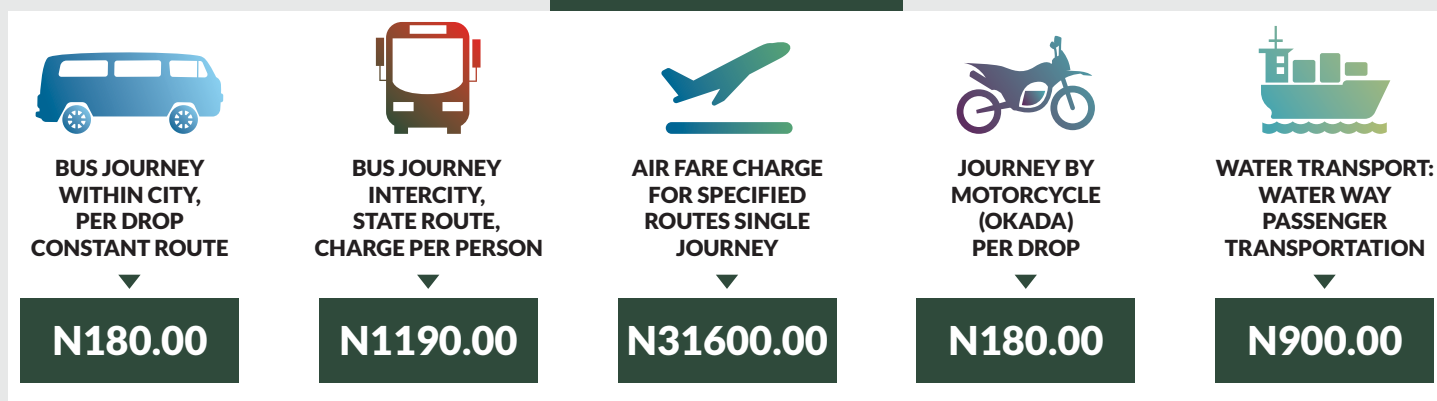 BUS JOURNEY
WITHIN CITY,
PER DROP
CONSTANT ROUTE
N180.00
BUS JOURNEY
INTERCITY,
STATE ROUTE,
CHARGE PER PERSON
N1190.00
AIR FARE CHARGE
FOR SPECIFIED
ROUTES SINGLE
JOURNEY
N31600.00
JOURNEY BY
MOTORCYCLE
(OKADA)
PER DROP
N180.00
WATER TRANSPORT:
WATER WAY
PASSENGER
TRANSPORTATION
N900.00